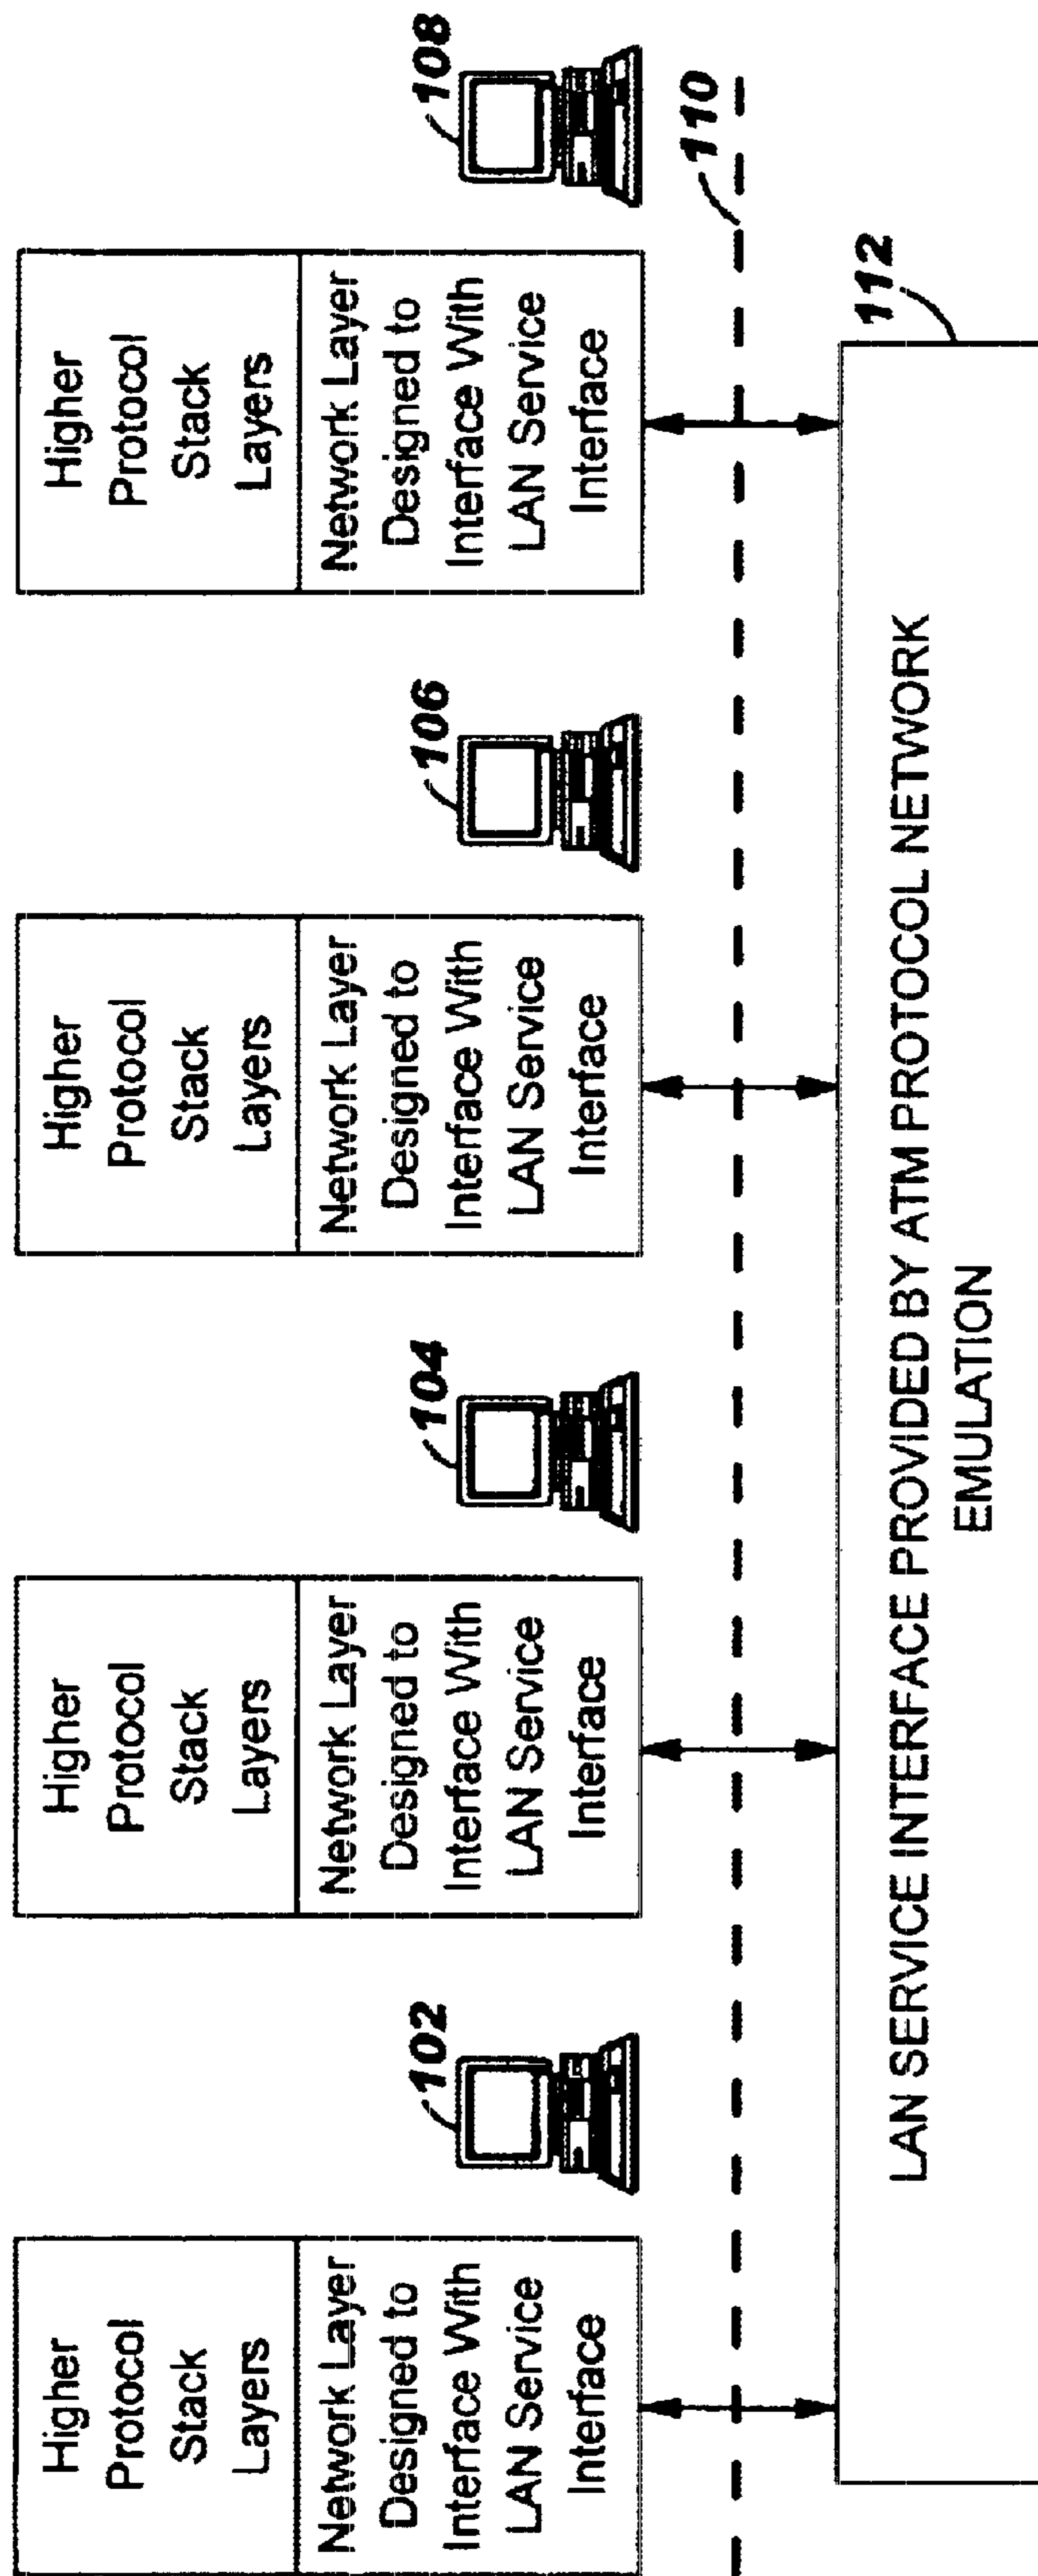 Higher
Protocol
Stack
Layers
Network Layer
Designed to
Interface With
LAN Service
Interface
102
Higher
Protocol
Stack
Layers
Network Layer
Designed to
Interface With
LAN Service
Interface
104
Higher
Protocol
Stack
Layers
Network Layer
Designed to
Interface With
LAN Service
Interface
106
Higher
Protocol
Stack
Layers
Network Layer
Designed to
Interface With
LAN Service
Interface
108
110
112
LAN SERVICE INTERFACE PROVIDED BY ATM PROTOCOL NETWORK
EMULATION